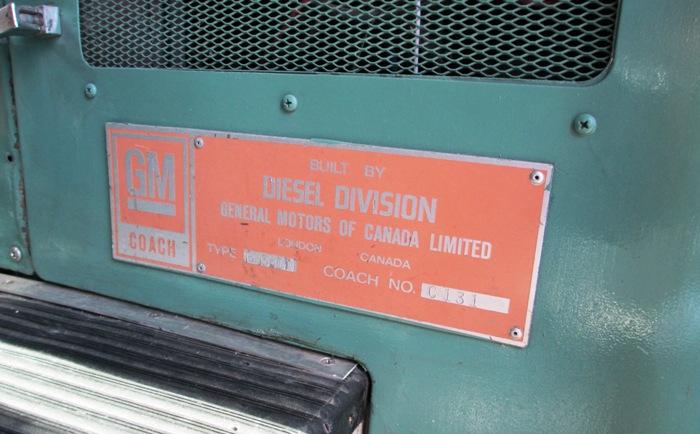 GM
COACH
BUILT BY
DIESEL DIVISION
GENERAL MOTORS OF CANADA LIMITED
LONDON CANADA
TYPE
COACH NO. C131